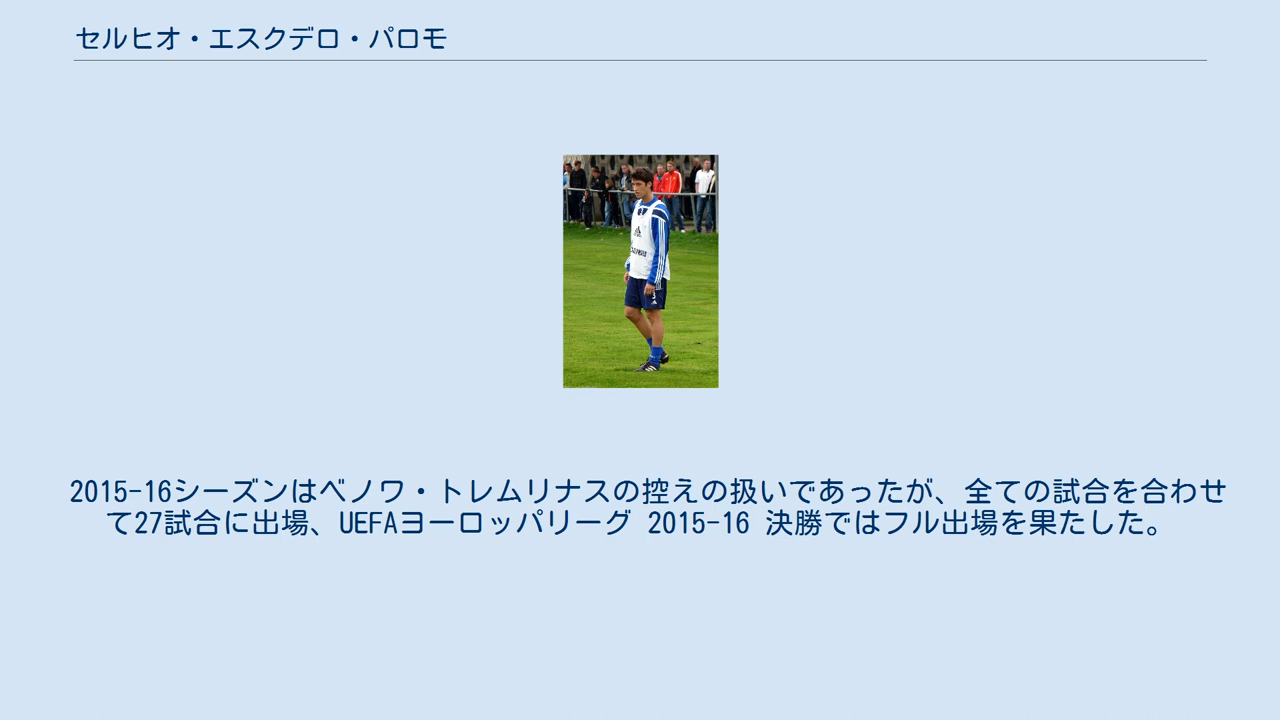 セルヒオ・エスクデロ・パロモ
2015-16シーズンはベノワ・トレムリナスの控えの扱いであったが、全ての試合を合わせ
て27試合に出場、UEFAヨーロッパリーグ 2015-16 決勝ではフル出場を果たした。